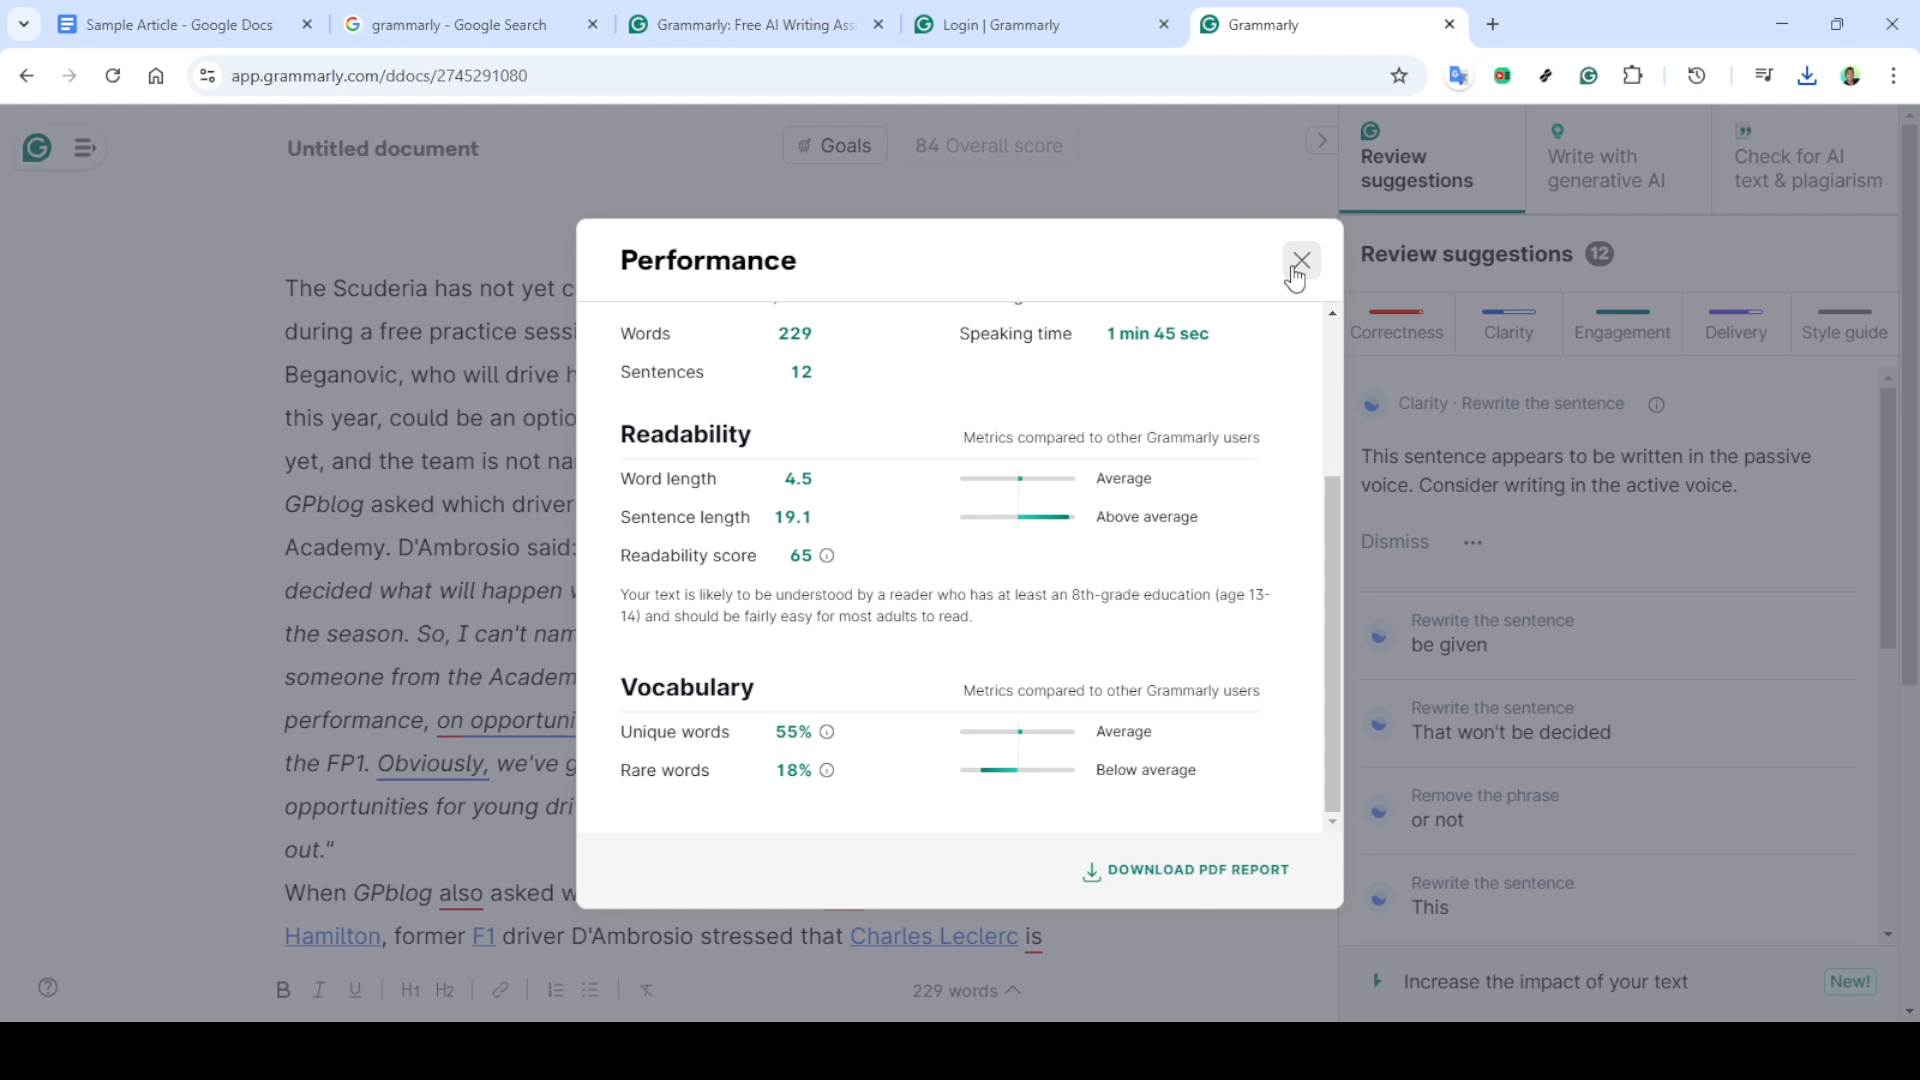 Sample Article - Google Docs
grammarly - Google Search
Grammarly: Free AI Writing Ass
Login | Grammarly
Grammarly
app.grammarly.com/ddocs/2745291080
Untitled document
Goals
84 Overall score
Review suggestions
Write with generative AI
Check for AI text & plagiarism
Review suggestions 12
Correctness
Clarity
Engagement
Delivery
Style guide
The Scuderia has not yet c
during a free practice sessi
Beganovic, who will drive h
this year, could be an optio
yet, and the team is not na
GPblog asked which driver
Academy. D'Ambrosio said:
decided what will happen
the season. So, I can't nam
someone from the Academ
performance, on opportuni
the FP1. Obviously, we've g
opportunities for young dri
out."
When GPblog also asked w
Hamilton, former F1 driver D'Ambrosio stressed that Charles Leclerc is
Performance
Words 229
Speaking time 1 min 45 sec
Sentences 12
Readability
Metrics compared to other Grammarly users
Word length 4.5 Average
Sentence length 19.1 Above average
Readability score 65
Your text is likely to be understood by a reader who has at least an 8th-grade education (age 13-
14) and should be fairly easy for most adults to read.
Vocabulary
Metrics compared to other Grammarly users
Unique words 55% Average
Rare words 18% Below average
DOWNLOAD PDF REPORT
Clarity · Rewrite the sentence
This sentence appears to be written in the passive
voice. Consider writing in the active voice.
Dismiss
Rewrite the sentence
be given
Rewrite the sentence
That won't be decided
Remove the phrase
or not
Rewrite the sentence
This
Increase the impact of your text
New!
B I U H1 H2
229 words